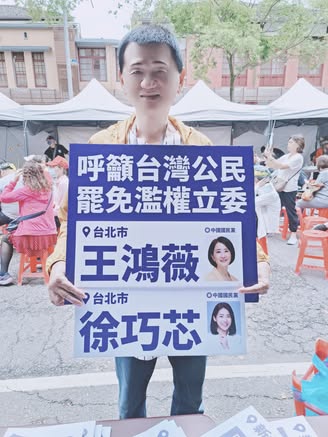 呼籲台灣公民
罷免濫權立委
台北市
中國國民黨
王鴻薇
台北市
中國國民黨
徐巧芯